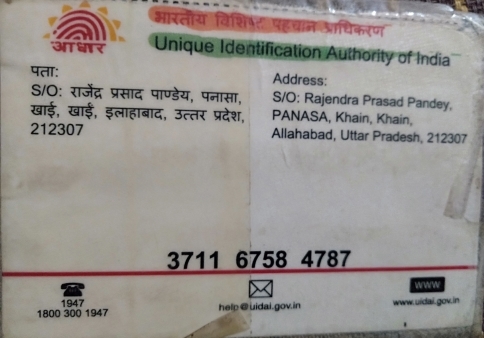 भारतीय विशिष्ट पहचान प्राधिकरण
Unique Identification Authority of India
आधार
पता:
S/O: राजेंद्र प्रसाद पाण्डेय, पनासा,
खाई, खाईं, इलाहाबाद, उत्तर प्रदेश,
212307
Address:
S/O: Rajendra Prasad Pandey,
PANASA, Khain, Khain,
Allahabad, Uttar Pradesh, 212307
3711 6758 4787
1947
1800 300 1947
help@uidai.gov.in
WWW
www.uidai.gov.in